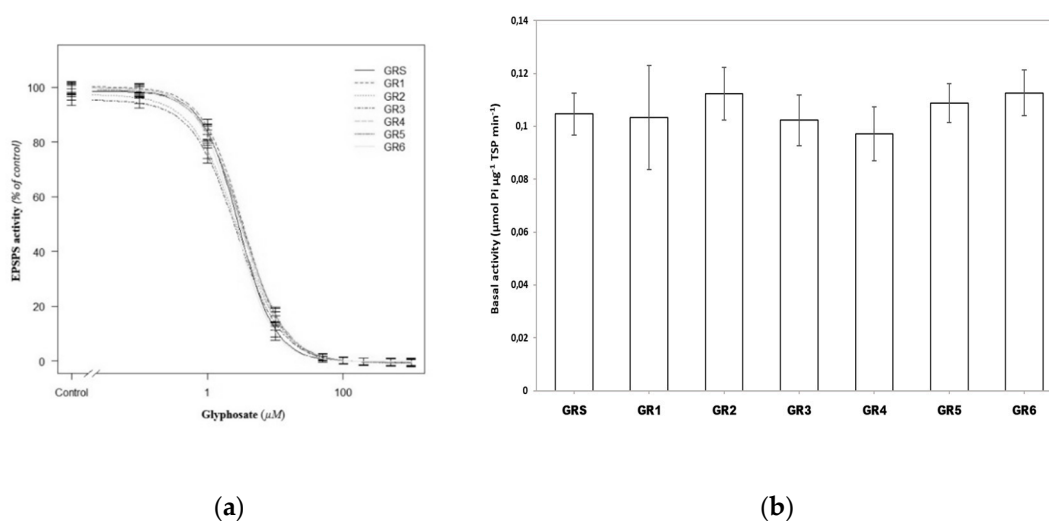 EPSPS activity (% of control)
100
80
60
40
20
0
Control
1
100
Glyphosate (µM)
GRS
GR1
GR2
GR3
GR4
GR5
GR6
(a)
Basal activity (µmol Pi µg⁻¹ TSP min⁻¹)
0,14
0,12
0,1
0,08
0,06
0,04
0,02
0
GRS GR1 GR2 GR3 GR4 GR5 GR6
(b)